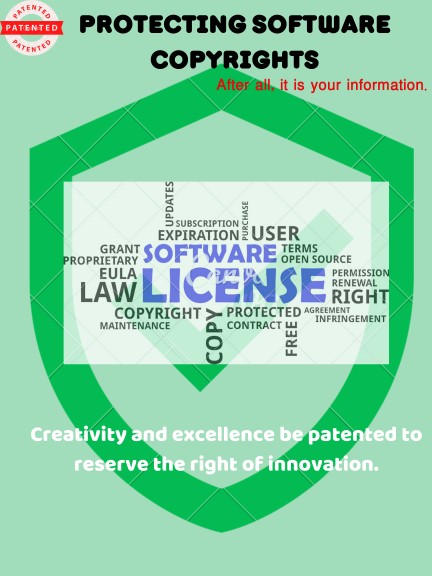 PATENTED
PATENTED
PATENTED
PROTECTING SOFTWARE
COPYRIGHTS
After all, it is your information.
UPDATES
SUBSCRIPTION
PURCHASE
EXPIRATION
USER
GRANT
SOFTWARE
TERMS
PROPRIETARY
OPEN SOURCE
EULA
LICENSE
PERMISSION
RENEWAL
LAW
RIGHT
COPYRIGHT
COPY
PROTECTED
AGREEMENT
MAINTENANCE
CONTRACT
FREE
INFRINGEMENT
Creativity and excellence be patented to
reserve the right of innovation.